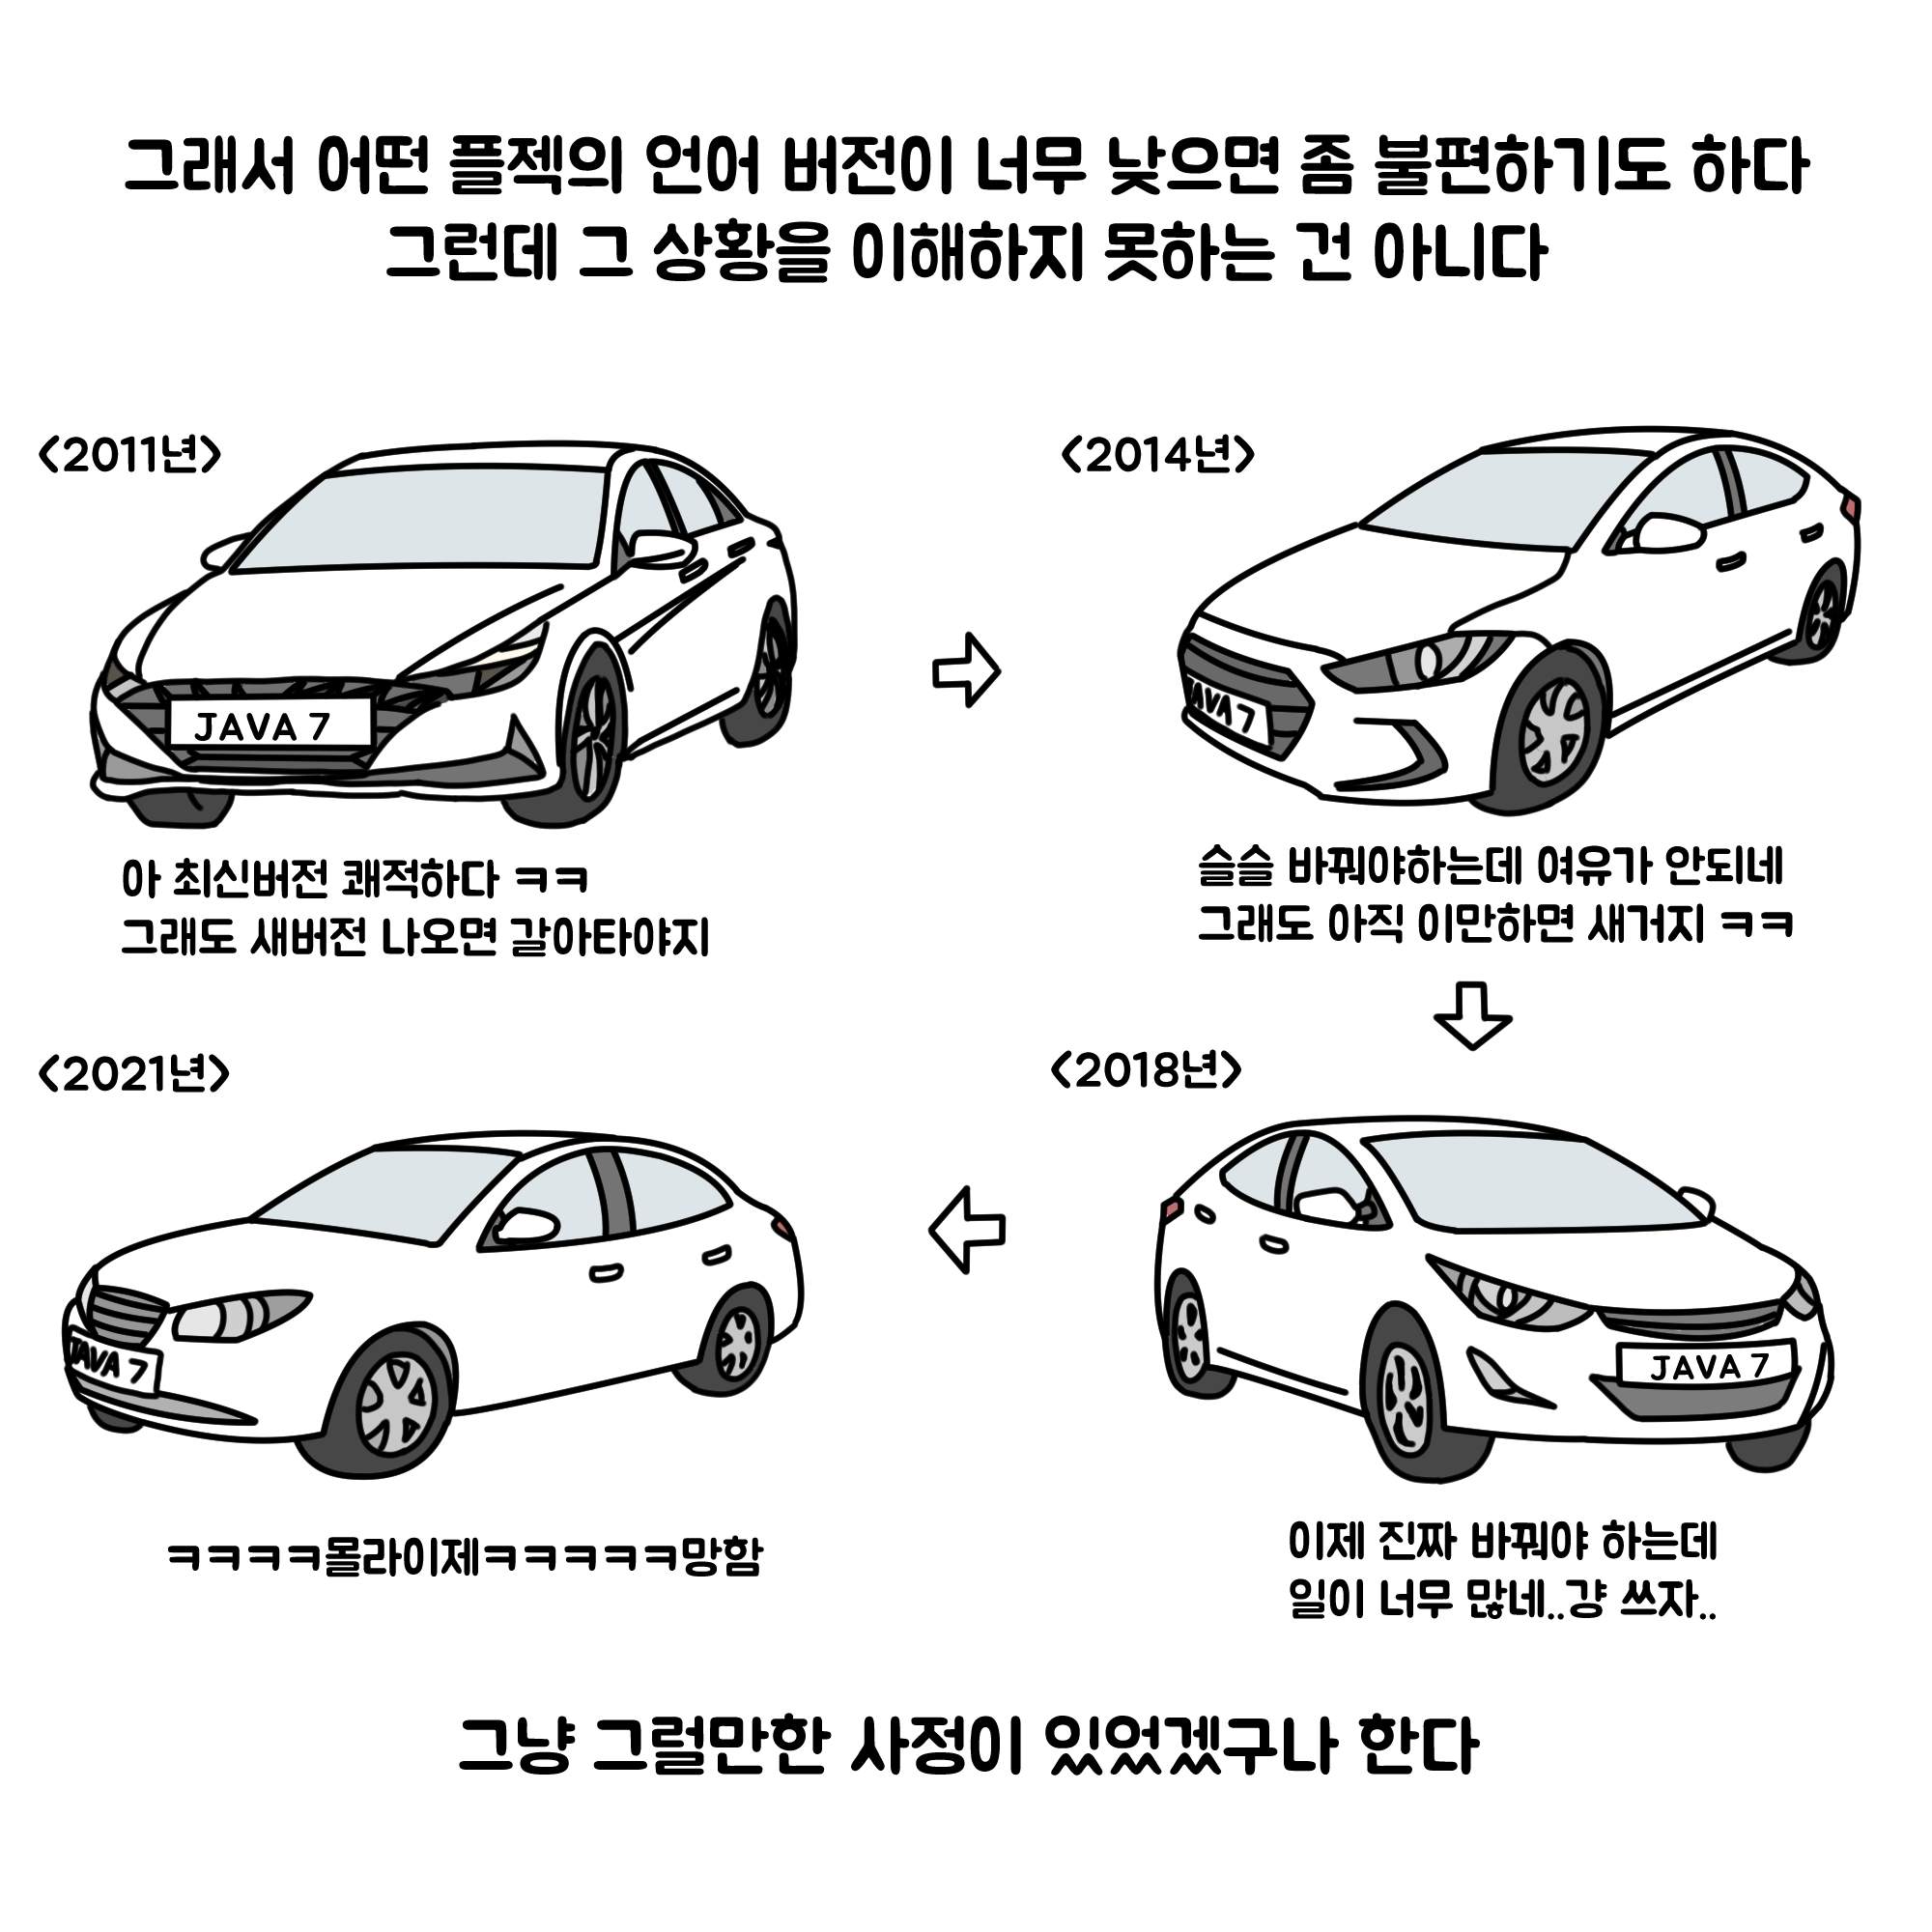 그래서 어떤 플젝의 언어 버전이 너무 낮으면 좀 불편하기도 하다
그런데 그 상황을 이해하지 못하는 건 아니다
<2011년>
JAVA 7
아 최신버전 쾌적하다 ㅋㅋ
그래도 새버전 나오면 갈아타야지
<2014년>
JAVA 7
슬슬 바꿔야하는데 여유가 안되네
그래도 아직 이만하면 새거지 ㅋㅋ
<2018년>
JAVA 7
이제 진짜 바꿔야 하는데
일이 너무 많네..걍 쓰자..
<2021년>
JAVA 7
ㅋㅋㅋㅋ몰라이제ㅋㅋㅋㅋㅋ망함
그냥 그럴만한 사정이 있었겠구나 한다